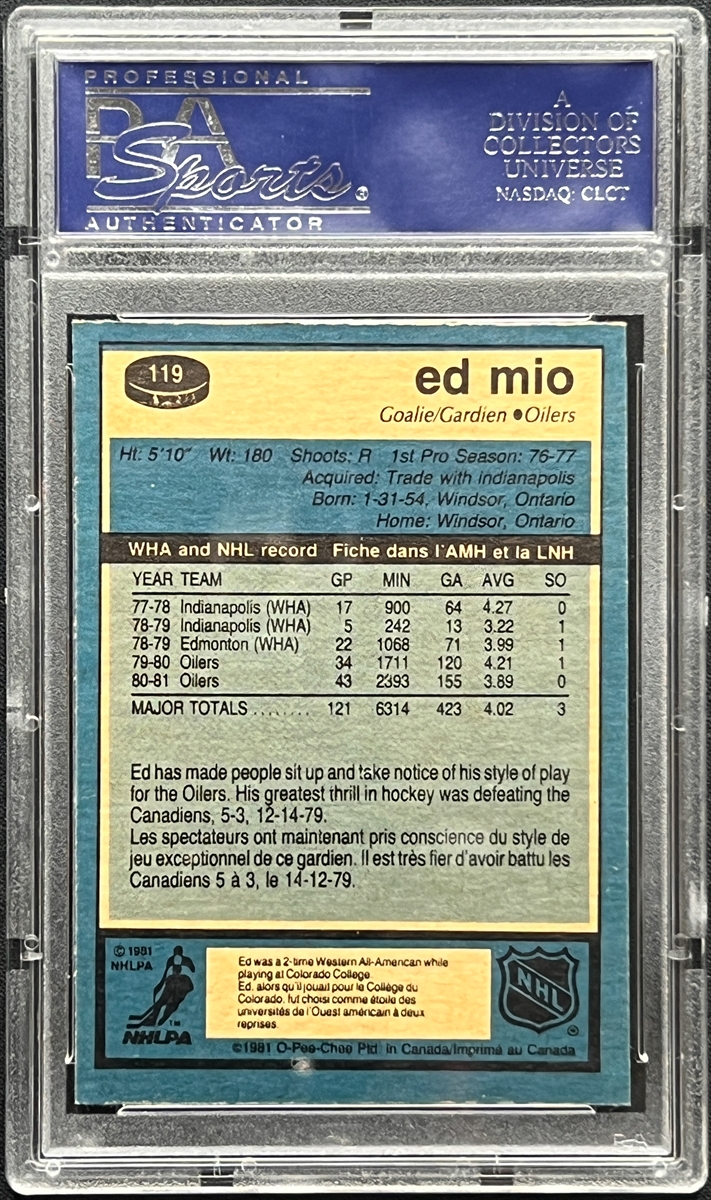 PROFESSIONAL
PSA
Sports
AUTHENTICATOR
A
DIVISION OF
COLLECTORS
UNIVERSE
NASDAQ: CLCT
119
ed mio
Goalie/Gardien ●Oilers
Ht: 5'10" Wt: 180 Shoots: R 1st Pro Season: 76-77
Acquired: Trade with Indianapolis
Born: 1-31-54, Windsor, Ontario
Home: Windsor, Ontario
WHA and NHL record Fiche dans l'AMH et la LNH
YEAR TEAM GP MIN GA AVG SO
77-78 Indianapolis (WHA) 17 900 64 4.27 0
78-79 Indianapolis (WHA) 5 242 13 3.22 1
78-79 Edmonton (WHA) 22 1068 71 3.99 1
79-80 Oilers 34 1711 120 4.21 1
80-81 Oilers 43 2393 155 3.89 0
MAJOR TOTALS ........ 121 6314 423 4.02 3
Ed has made people sit up and take notice of his style of play
for the Oilers. His greatest thrill in hockey was defeating the
Canadiens, 5-3, 12-14-79.
Les spectateurs ont maintenant pris conscience du style de
jeu exceptionnel de ce gardien. Il est très fier d'avoir battu les
Canadiens 5 à 3, le 14-12-79.
© 1981
NHLPA
NHLPA
TM
Ed was a 2-time Western All-American while
playing at Colorado College.
Ed. alors qu'il jouait pour le Collège du
Colorado, fut choisi comme étoile des
universités de l'Ouest américain à deux
reprises.
NHL
©1981 O-Pee-Chee Ptd in Canada/Imprimé au Canada